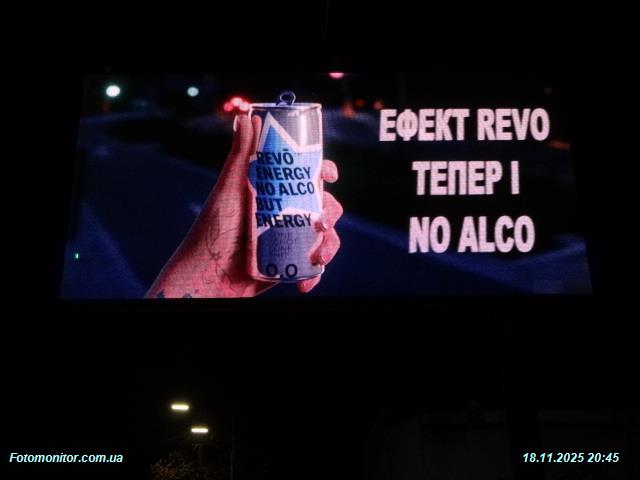 ЕФЕКТ REVO
ТЕПЕР І
NO ALCO
REVŌ™
ENERGY
NO ALCO
BUT
ENERGY
0.0
Fotomonitor.com.ua
18.11.2025 20:45